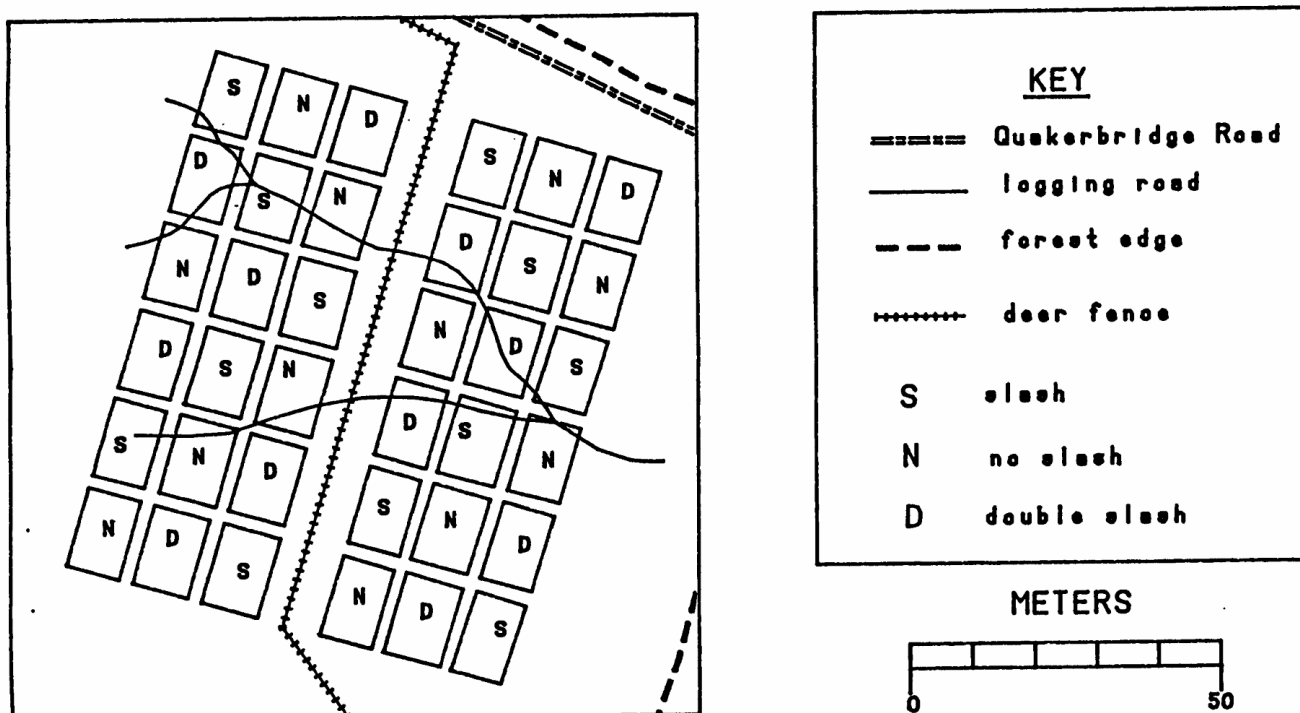 S N D
D S N
N D S
D S N
S N D
N D S
S N D
D S N
N D S
D S N
S N D
N D S
KEY
Quakerbridge Road
logging road
forest edge
deer fence
S slash
N no slash
D double slash
METERS
0 50